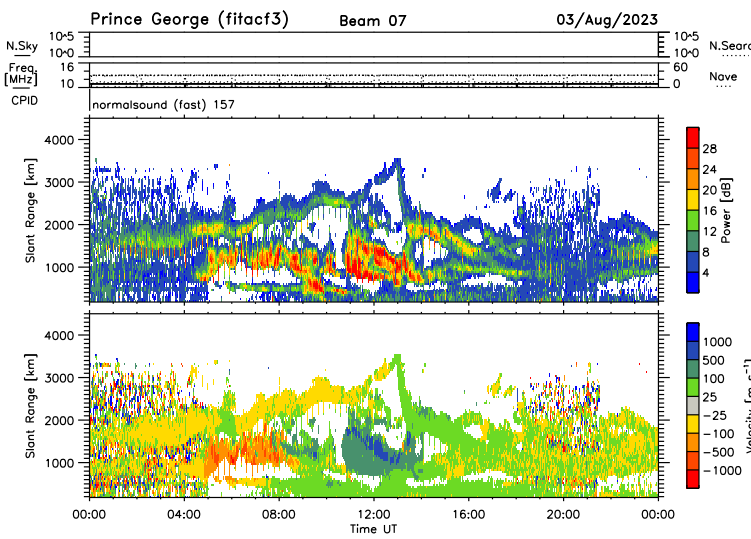 Prince George (fitacf3) Beam 07 03/Aug/2023
N.Sky 10^5 10^0 10^5 10^0 N.Sear
Freq. [MHz] 16 10 60 0 Nave
CPID normalsound (fast) 157
Slant Range [km] 4000 3000 2000 1000
Power [dB] 28 24 20 16 12 8 4
Slant Range [km] 4000 3000 2000 1000
Velocity [m s⁻¹] 1000 500 100 25 -25 -100 -500 -1000
00:00 04:00 08:00 12:00 16:00 20:00 00:00
Time UT